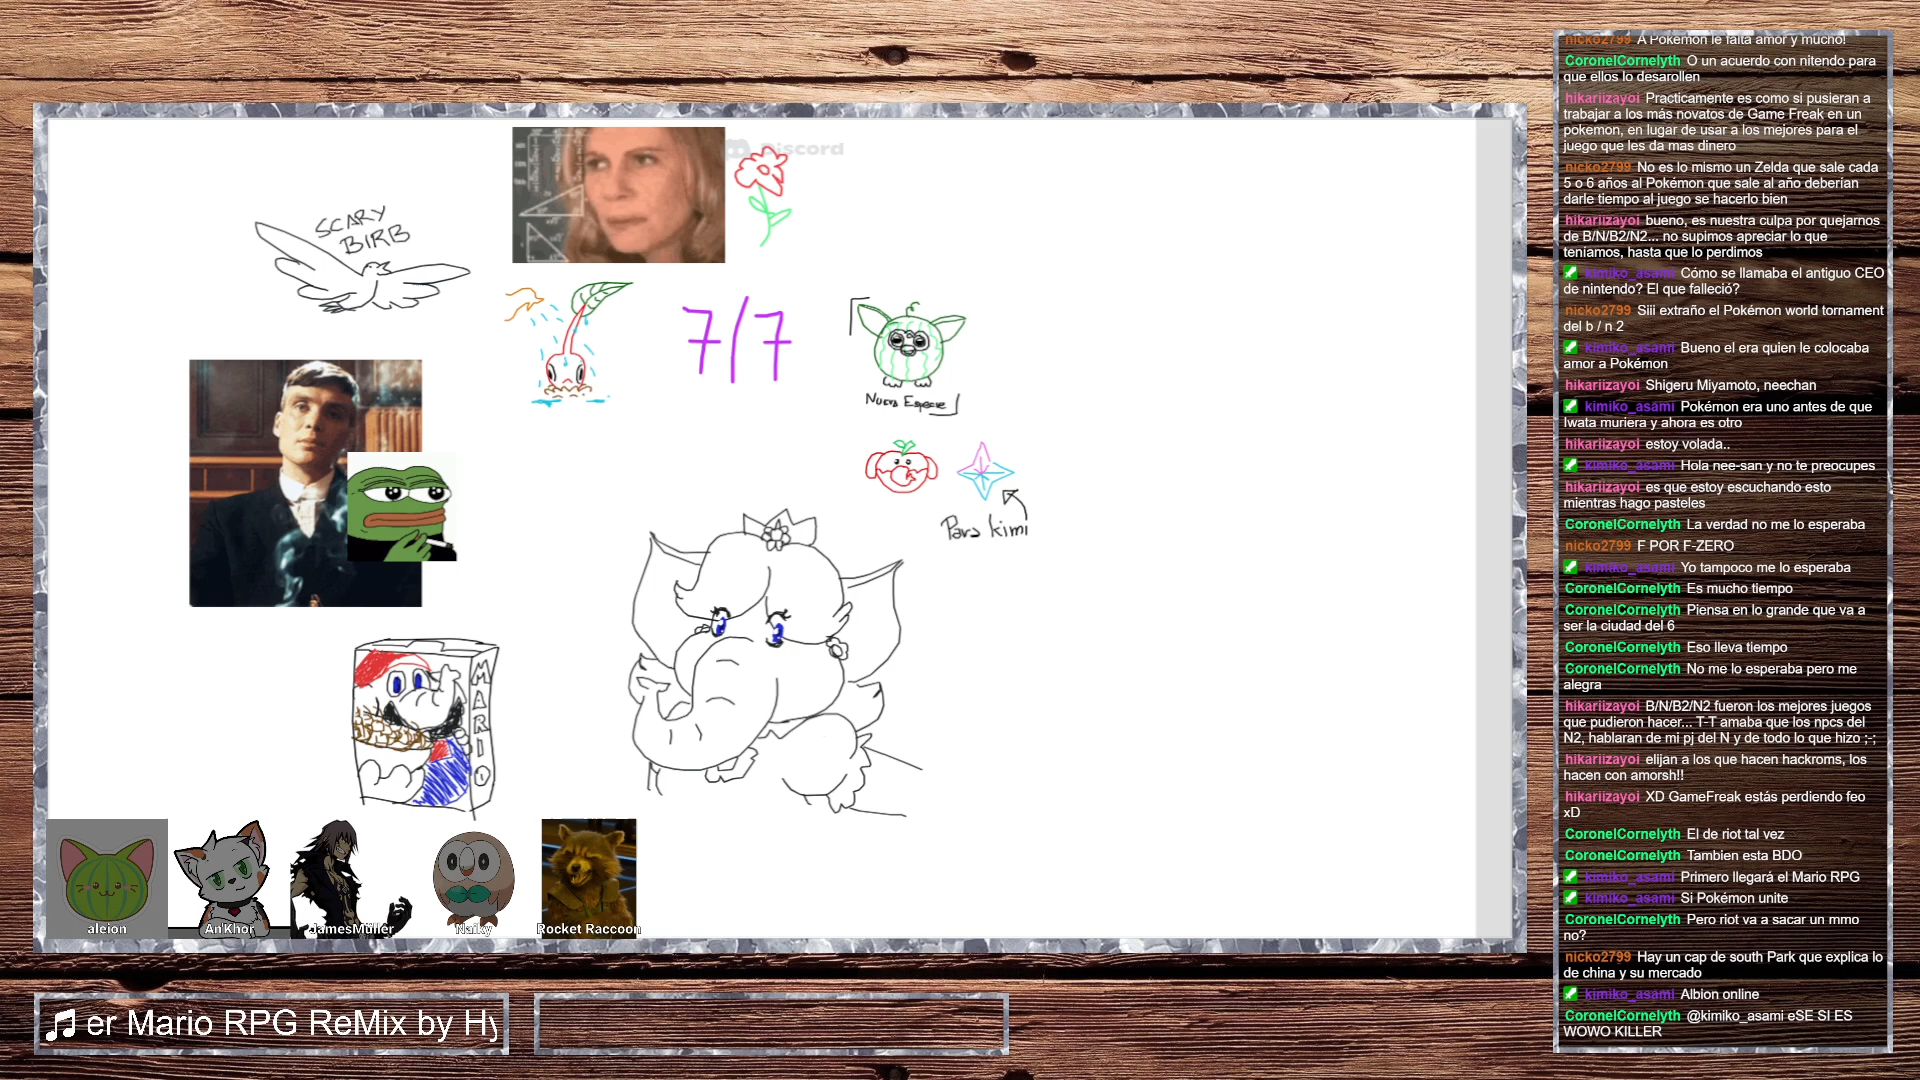 Discord
SCARY
BIRB
7/7
Nueva Especie
Para kimi
MARIO
aleion
An'Khor
JamesMüller
Naiky
Rocket Raccoon
er Mario RPG ReMix by Hy
nicko2799 A Pokemon le falta amor y mucho!
CoronelCornelyth O un acuerdo con nitendo para
que ellos lo desarollen
hikariizayoi Practicamente es como si pusieran a
trabajar a los más novatos de Game Freak en un
pokemon, en lugar de usar a los mejores para el
juego que les da mas dinero
nicko2799 No es lo mismo un Zelda que sale cada
5 o 6 años al Pokémon que sale al año deberían
darle tiempo al juego se hacerlo bien
hikariizayoi bueno, es nuestra culpa por quejarnos
de B/N/B2/N2... no supimos apreciar lo que
teníamos, hasta que lo perdimos
kimiko_asami Cómo se llamaba el antiguo CEO
de nintendo? El que falleció?
nicko2799 Siii extraño el Pokémon world tornament
del b / n 2
kimiko_asami Bueno el era quien le colocaba
amor a Pokémon
hikariizayoi Shigeru Miyamoto, neechan
kimiko_asami Pokémon era uno antes de que
Iwata muriera y ahora es otro
hikariizayoi estoy volada..
kimiko_asami Hola nee-san y no te preocupes
hikariizayoi es que estoy escuchando esto
mientras hago pasteles
CoronelCornelyth La verdad no me lo esperaba
nicko2799 F POR F-ZERO
kimiko_asami Yo tampoco me lo esperaba
CoronelCornelyth Es mucho tiempo
CoronelCornelyth Piensa en lo grande que va a
ser la ciudad del 6
CoronelCornelyth Eso lleva tiempo
CoronelCornelyth No me lo esperaba pero me
alegra
hikariizayoi B/N/B2/N2 fueron los mejores juegos
que pudieron hacer... T-T amaba que los npcs del
N2, hablaran de mi pj del N y de todo lo que hizo ;-;
hikariizayoi elijan a los que hacen hackroms, los
hacen con amorsh!!
hikariizayoi XD GameFreak estás perdiendo feo
xD
CoronelCornelyth El de riot tal vez
CoronelCornelyth Tambien esta BDO
kimiko_asami Primero llegará el Mario RPG
kimiko_asami Si Pokémon unite
CoronelCornelyth Pero riot va a sacar un mmo
no?
nicko2799 Hay un cap de south Park que explica lo
de china y su mercado
kimiko_asami Albion online
CoronelCornelyth @kimiko_asami eSE SI ES
WOWO KILLER